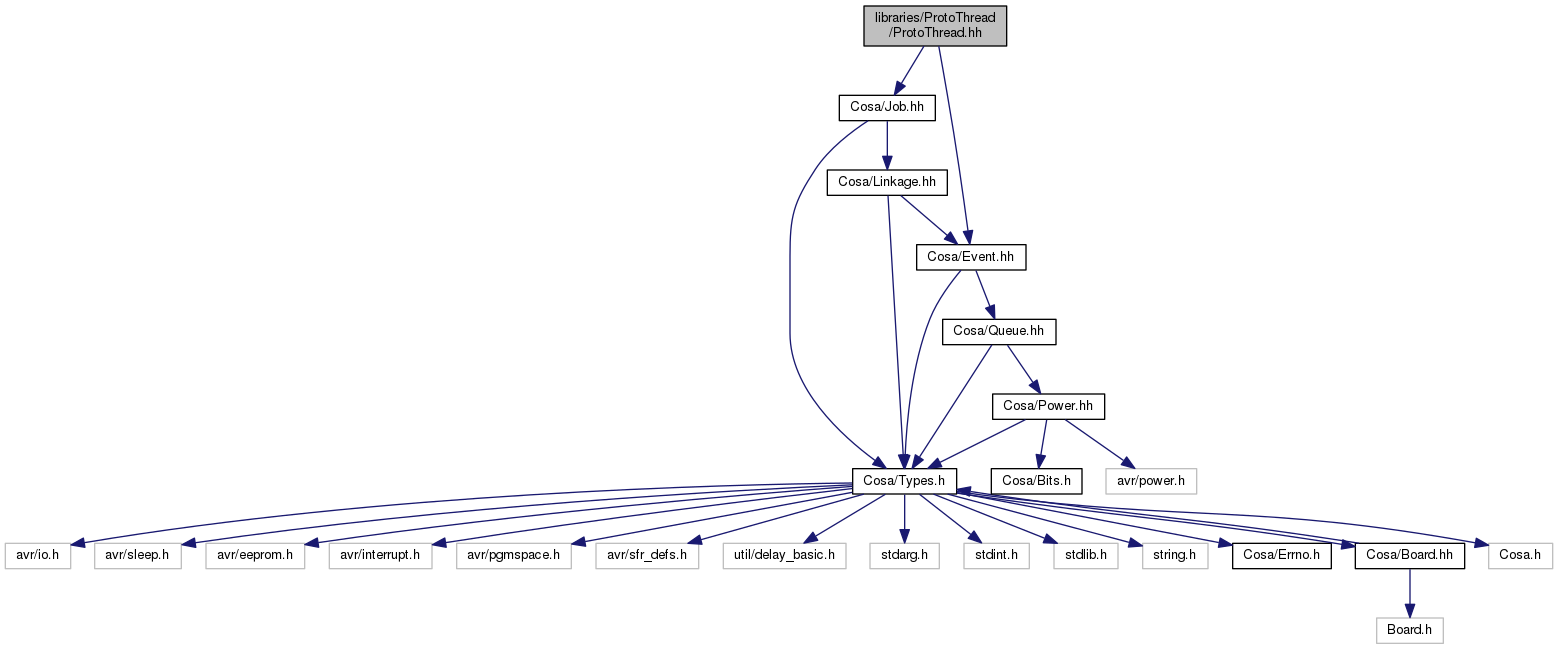 libraries/ProtoThread
/ProtoThread.hh
Cosa/Job.hh
Cosa/Linkage.hh
Cosa/Event.hh
Cosa/Queue.hh
Cosa/Power.hh
Cosa/Types.h
Cosa/Bits.h
avr/power.h
avr/io.h
avr/sleep.h
avr/eeprom.h
avr/interrupt.h
avr/pgmspace.h
avr/sfr_defs.h
util/delay_basic.h
stdarg.h
stdint.h
stdlib.h
string.h
Cosa/Errno.h
Cosa/Board.hh
Cosa.h
Board.h